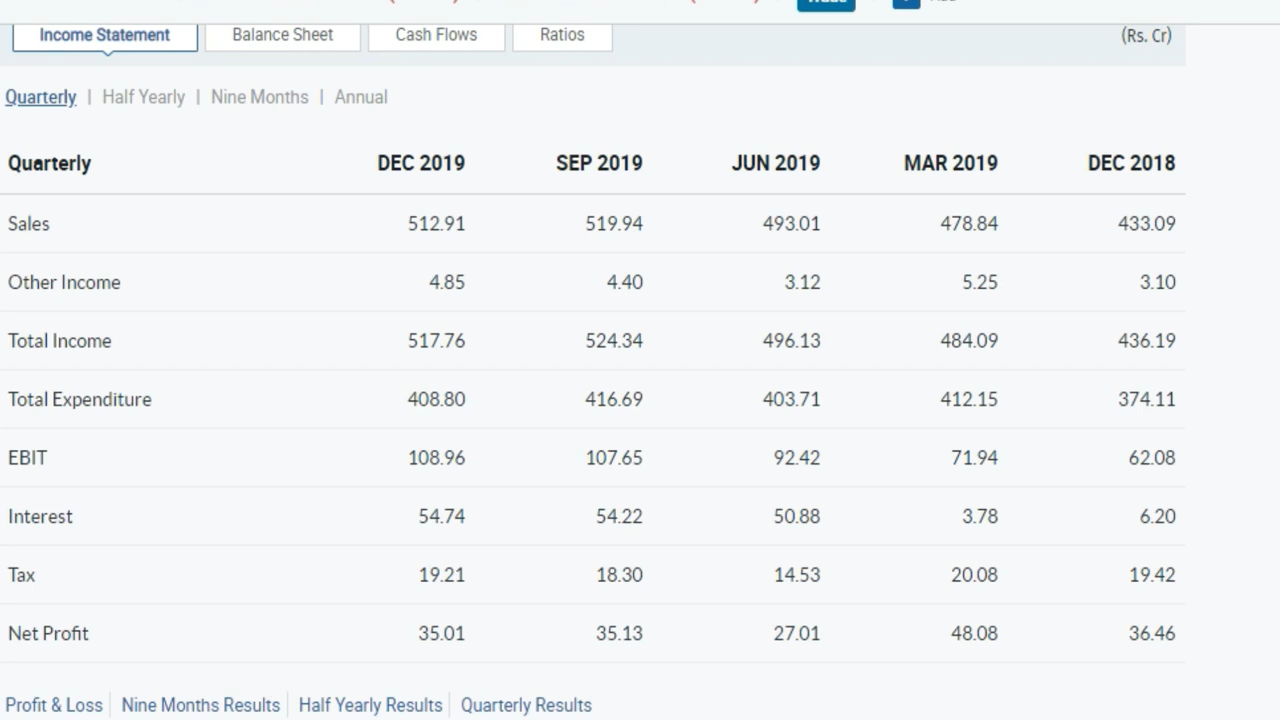 Income Statement Balance Sheet Cash Flows Ratios (Rs. Cr)
Quarterly | Half Yearly | Nine Months | Annual
Quarterly DEC 2019 SEP 2019 JUN 2019 MAR 2019 DEC 2018
Sales 512.91 519.94 493.01 478.84 433.09
Other Income 4.85 4.40 3.12 5.25 3.10
Total Income 517.76 524.34 496.13 484.09 436.19
Total Expenditure 408.80 416.69 403.71 412.15 374.11
EBIT 108.96 107.65 92.42 71.94 62.08
Interest 54.74 54.22 50.88 3.78 6.20
Tax 19.21 18.30 14.53 20.08 19.42
Net Profit 35.01 35.13 27.01 48.08 36.46
Profit & Loss | Nine Months Results | Half Yearly Results | Quarterly Results